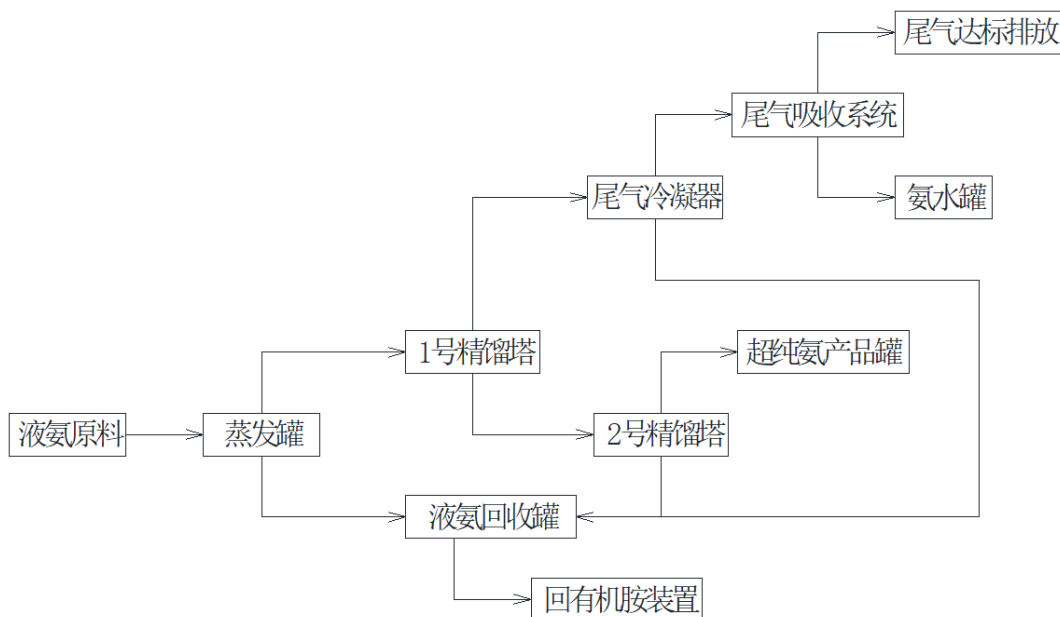 尾气达标排放
尾气吸收系统
尾气冷凝器
氨水罐
1号精馏塔
超纯氨产品罐
液氨原料
蒸发罐
2号精馏塔
液氨回收罐
回有机胺装置